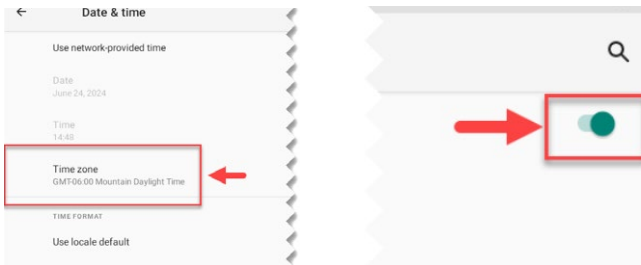 Date & time
Use network-provided time
Date
June 24, 2024
Time
14:48
Time zone
GMT-06:00 Mountain Daylight Time
TIME FORMAT
Use locale default